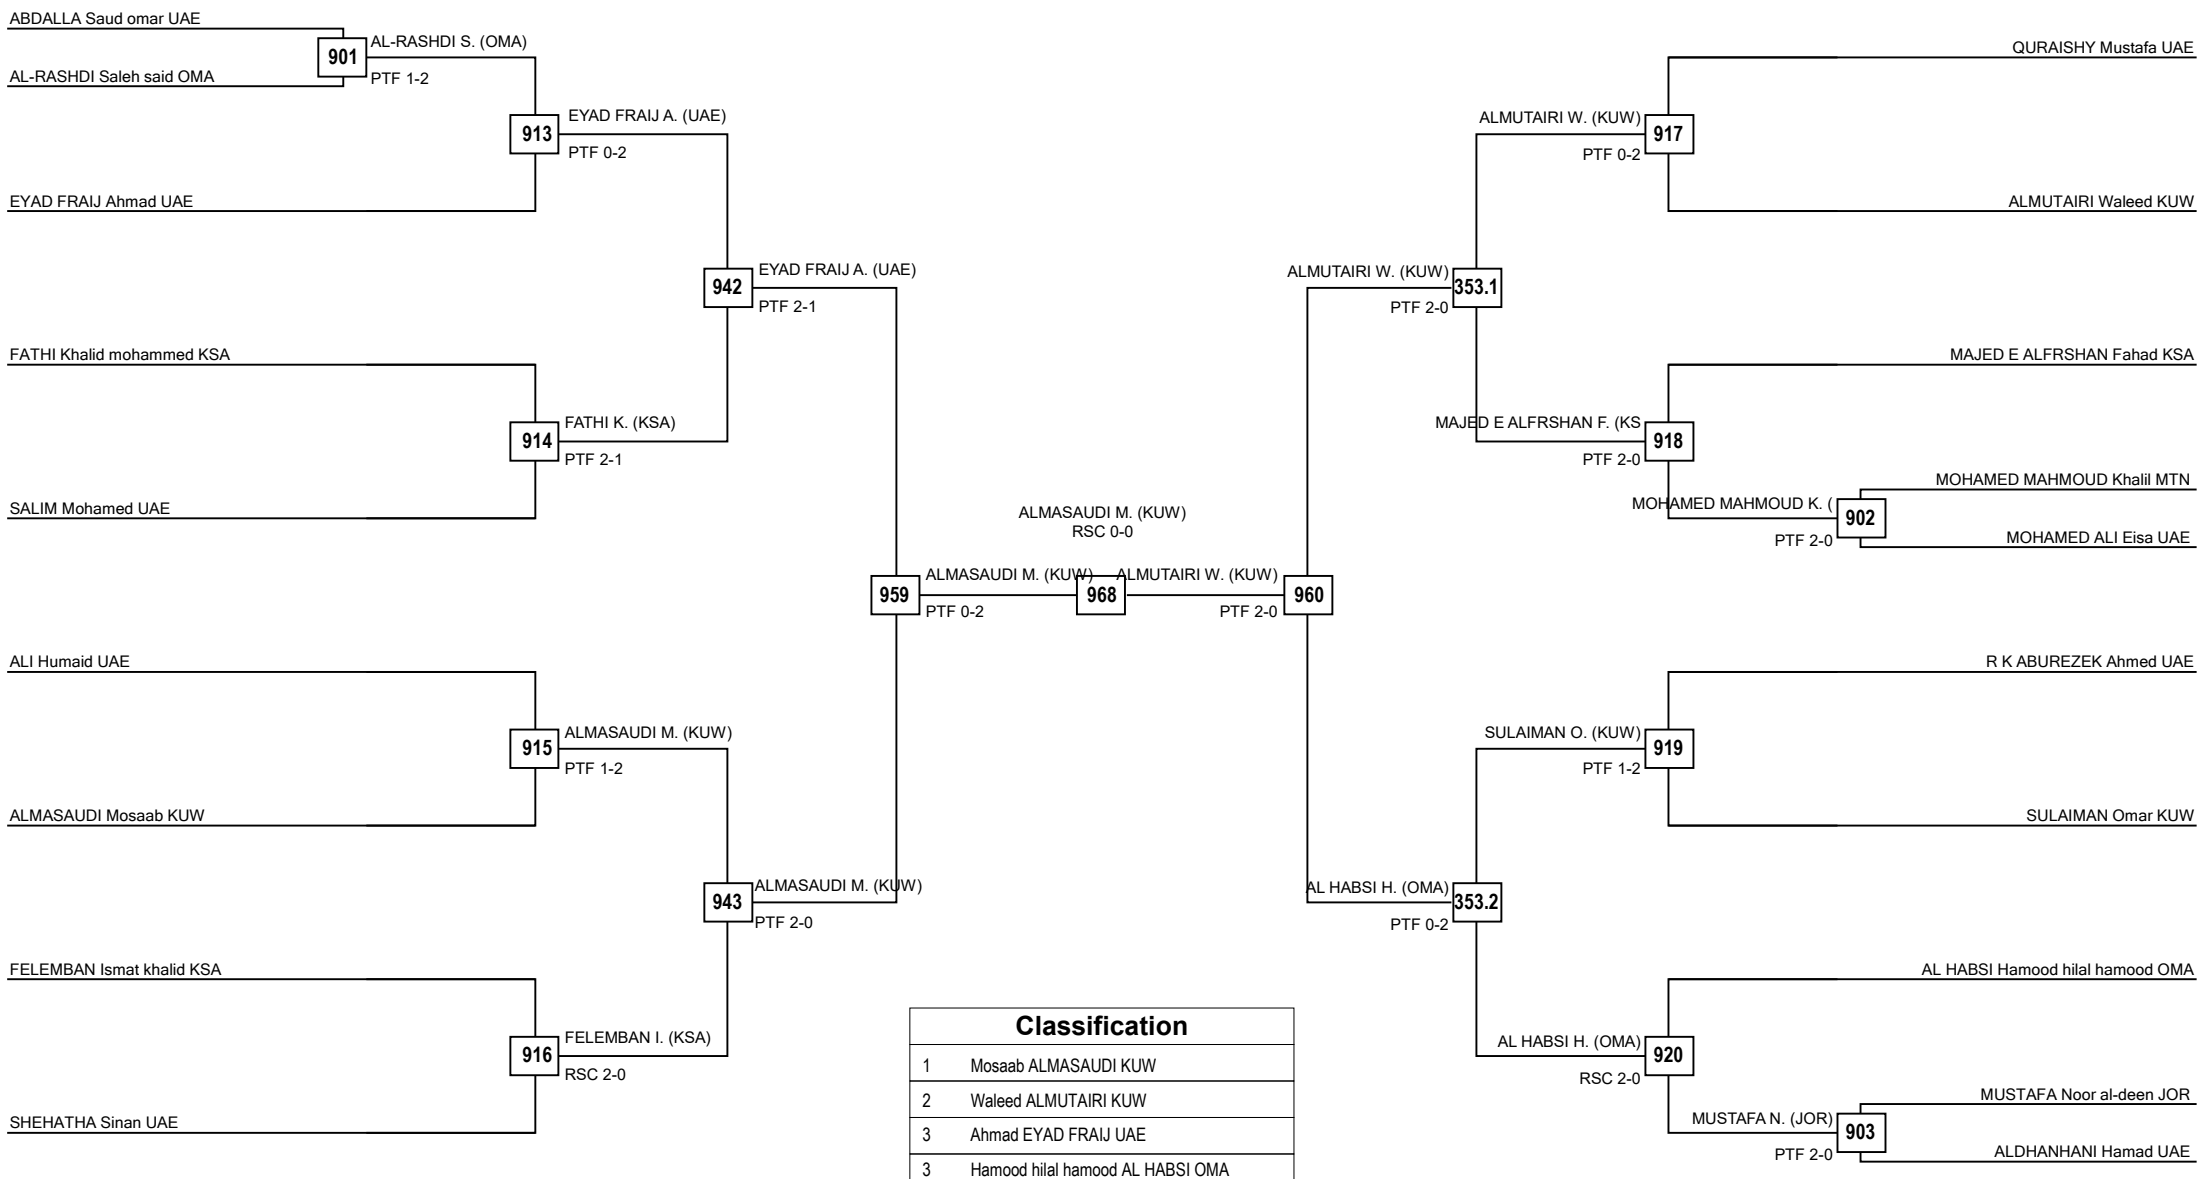 ABDALLA Saud omar UAE
901
AL-RASHDI S. (OMA)
PTF 1-2
AL-RASHDI Saleh said OMA
913
EYAD FRAIJ A. (UAE)
PTF 0-2
EYAD FRAIJ Ahmad UAE
942
EYAD FRAIJ A. (UAE)
PTF 2-1
FATHI Khalid mohammed KSA
914
FATHI K. (KSA)
PTF 2-1
SALIM Mohamed UAE
959
ALMASAUDI M. (KUW)
PTF 0-2
ALI Humaid UAE
915
ALMASAUDI M. (KUW)
PTF 1-2
ALMASAUDI Mosaab KUW
943
ALMASAUDI M. (KUW)
PTF 2-0
FELEMBAN Ismat khalid KSA
916
FELEMBAN I. (KSA)
RSC 2-0
SHEHATHA Sinan UAE
ALMASAUDI M. (KUW)
RSC 0-0
968
QURAISHY Mustafa UAE
ALMUTAIRI W. (KUW)
917
PTF 0-2
ALMUTAIRI Waleed KUW
ALMUTAIRI W. (KUW)
353.1
PTF 2-0
MAJED E ALFRSHAN Fahad KSA
MAJED E ALFRSHAN F. (KS
918
PTF 2-0
MOHAMED MAHMOUD Khalil MTN
MOHAMED MAHMOUD K. (
902
PTF 2-0
MOHAMED ALI Eisa UAE
ALMUTAIRI W. (KUW)
960
PTF 2-0
R K ABUREZEK Ahmed UAE
SULAIMAN O. (KUW)
919
PTF 1-2
SULAIMAN Omar KUW
AL HABSI H. (OMA)
353.2
PTF 0-2
AL HABSI Hamood hilal hamood OMA
AL HABSI H. (OMA)
920
RSC 2-0
MUSTAFA Noor al-deen JOR
MUSTAFA N. (JOR)
903
PTF 2-0
ALDHANHANI Hamad UAE
Classification
1 Mosaab ALMASAUDI KUW
2 Waleed ALMUTAIRI KUW
3 Ahmad EYAD FRAIJ UAE
3 Hamood hilal hamood AL HABSI OMA